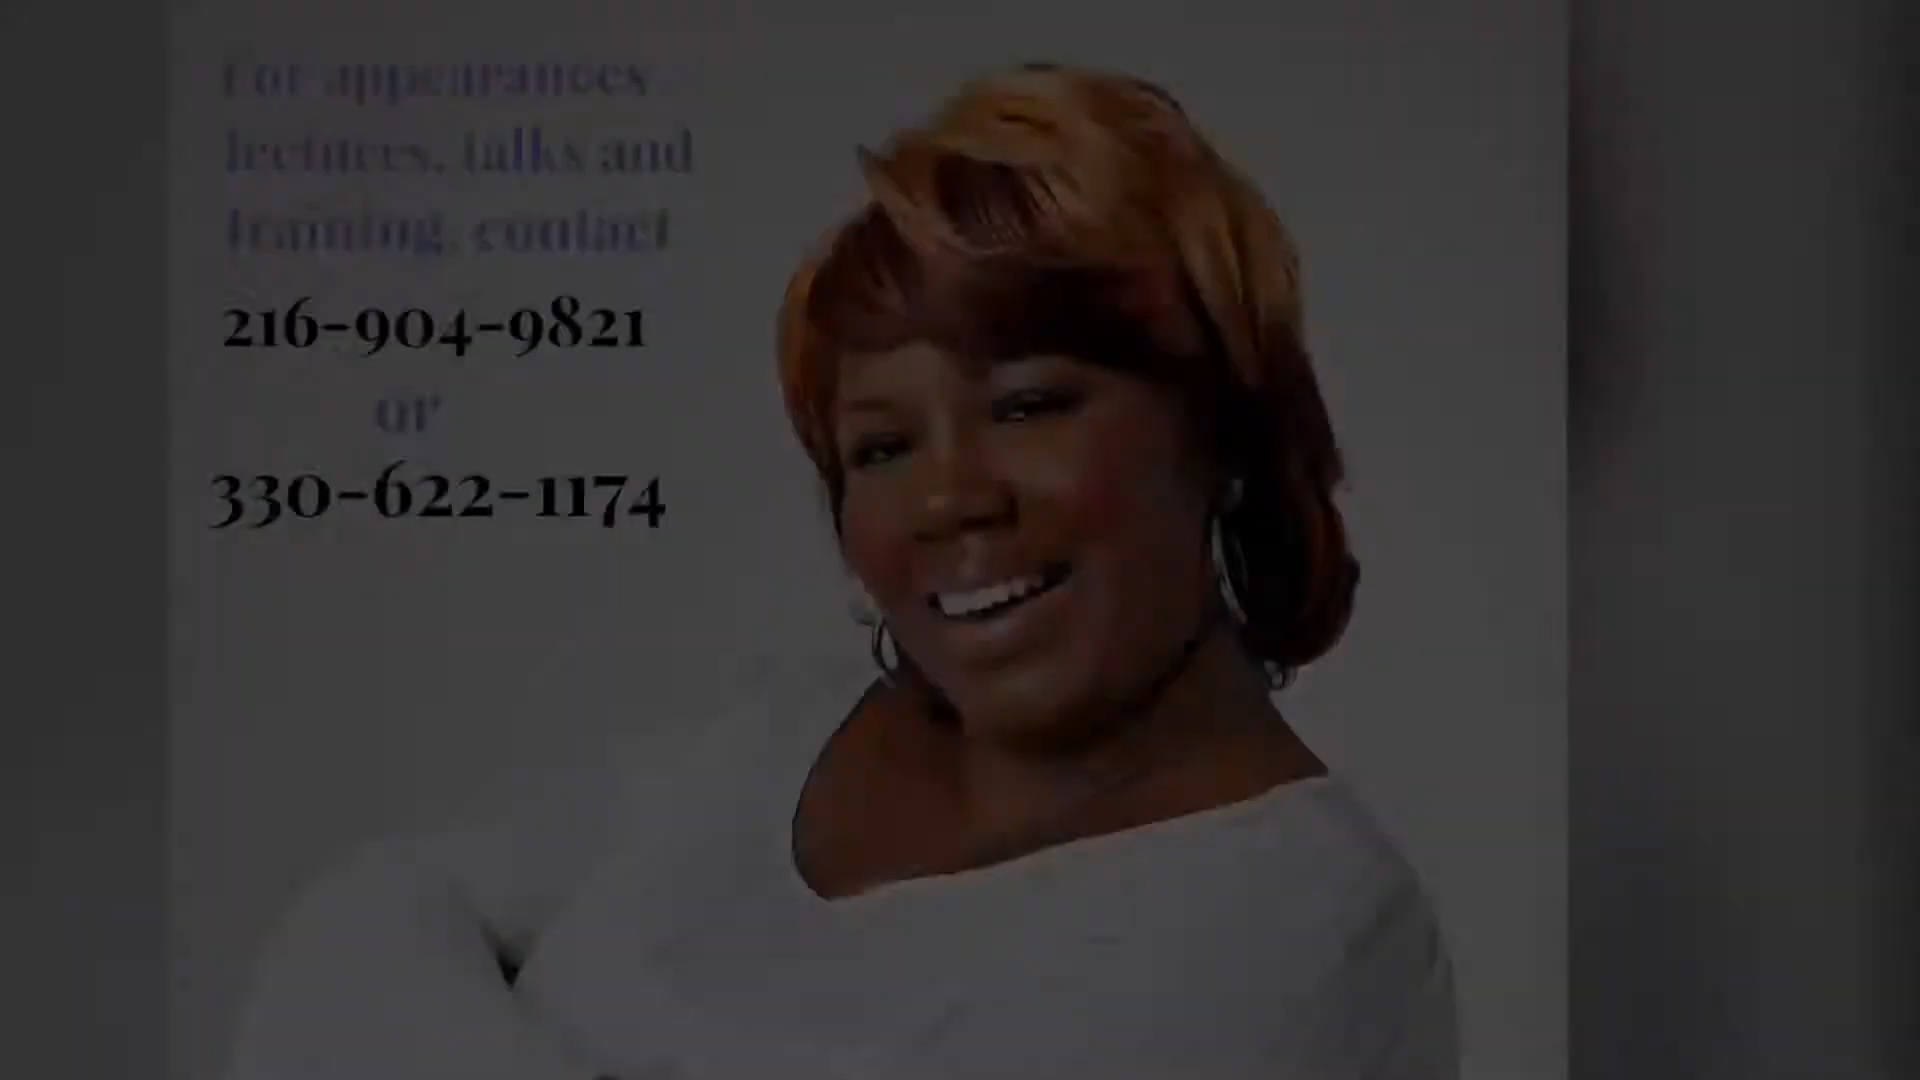 For appearances
lectures, talks and
training, contact
216-904-9821
or
330-622-1174